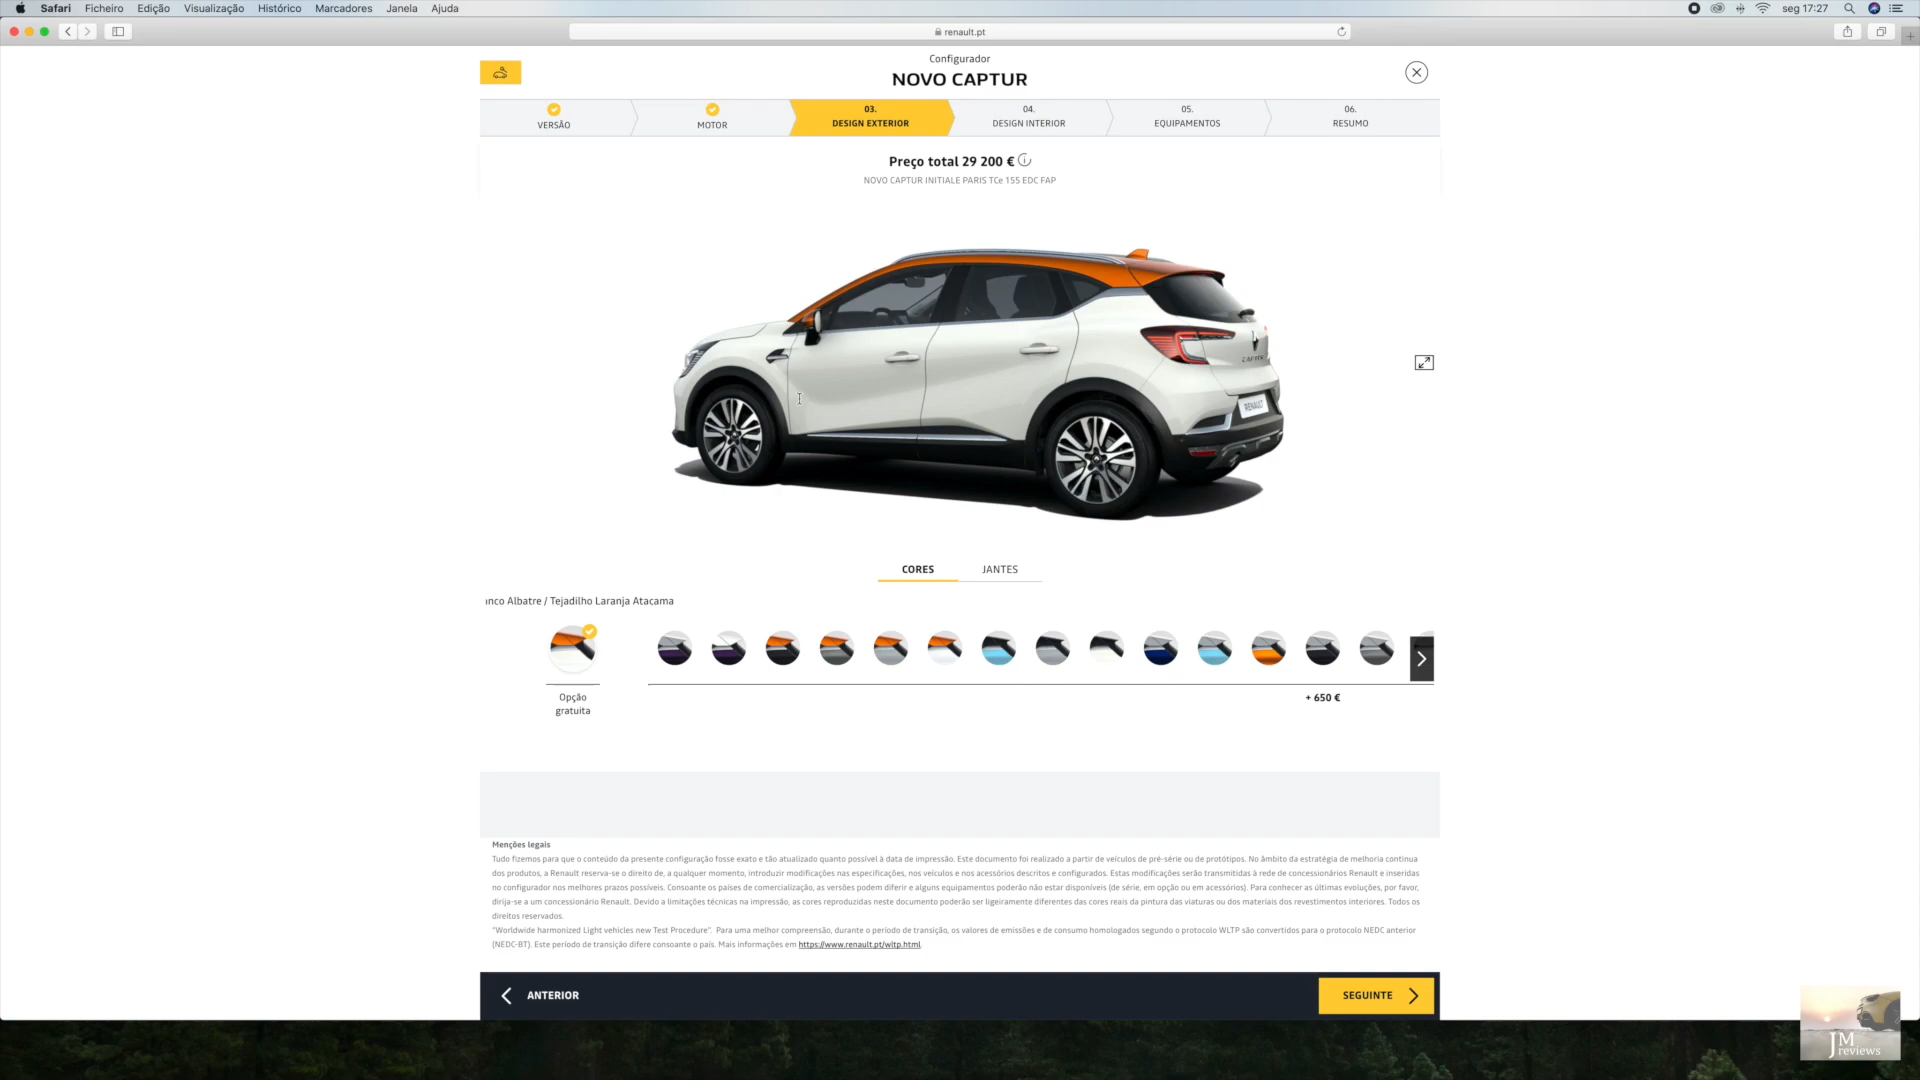 Safari Ficheiro Edição Visualização Histórico Marcadores Janela Ajuda
seg 17:27
renault.pt
Configurador
NOVO CAPTUR
VERSÃO
MOTOR
03.
DESIGN EXTERIOR
04.
DESIGN INTERIOR
05.
EQUIPAMENTOS
06.
RESUMO
Preço total 29 200 €
NOVO CAPTUR INITIALE PARIS TCe 155 EDC FAP
CAPTUR
RENAULT
CORES
JANTES
nco Albatre / Tejadilho Laranja Atacama
Opção
gratuita
+ 650 €
Menções legais
Tudo fizemos para que o conteúdo da presente configuração fosse exato e tão atualizado quanto possível à data de impressão. Este documento foi realizado a partir de veículos de pré-série ou de protótipos. No âmbito da estratégia de melhoria continua
dos produtos, a Renault reserva-se o direito de, a qualquer momento, introduzir modificações nas especificações, nos veículos e nos acessórios descritos e configurados. Estas modificações serão transmitidas à rede de concessionários Renault e inseridas
no configurador nos melhores prazos possíveis. Consoante os países de comercialização, as versões podem diferir e alguns equipamentos poderão não estar disponíveis (de série, em opção ou em acessórios). Para conhecer as últimas evoluções, por favor,
dirija-se a um concessionário Renault. Devido a limitações técnicas na impressão, as cores reproduzidas neste documento poderão ser ligeiramente diferentes das cores reais da pintura das viaturas ou dos materiais dos revestimentos interiores. Todos os
direitos reservados.
"Worldwide harmonized Light vehicles new Test Procedure". Para uma melhor compreensão, durante o período de transição, os valores de emissões e de consumo homologados segundo o protocolo WLTP são convertidos para o protocolo NEDC anterior
(NEDC-BT). Este período de transição difere consoante o país. Mais informações em https://www.renault.pt/wltp.html.
ANTERIOR
SEGUINTE
JM
reviews